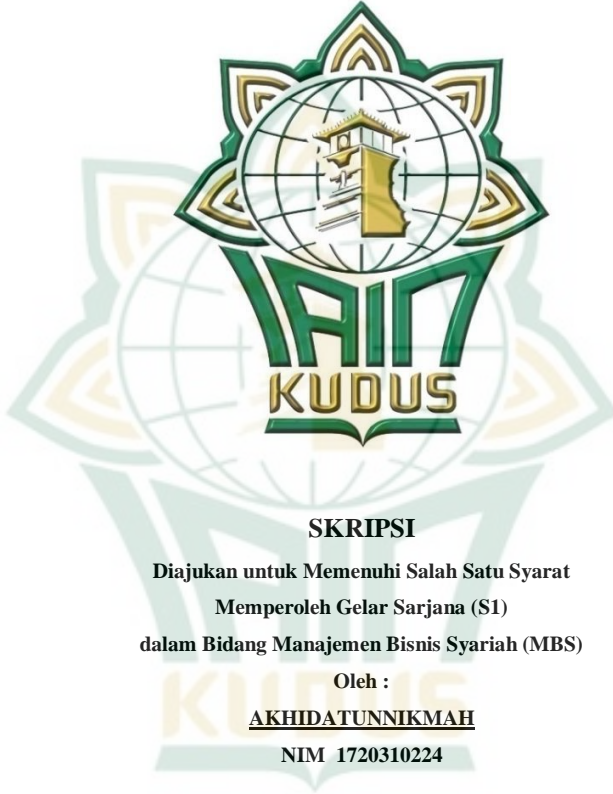 IAIN
KUDUS
SKRIPSI
Diajukan untuk Memenuhi Salah Satu Syarat
Memperoleh Gelar Sarjana (S1)
dalam Bidang Manajemen Bisnis Syariah (MBS)
Oleh :
AKHIDATUNNIKMAH
NIM 1720310224